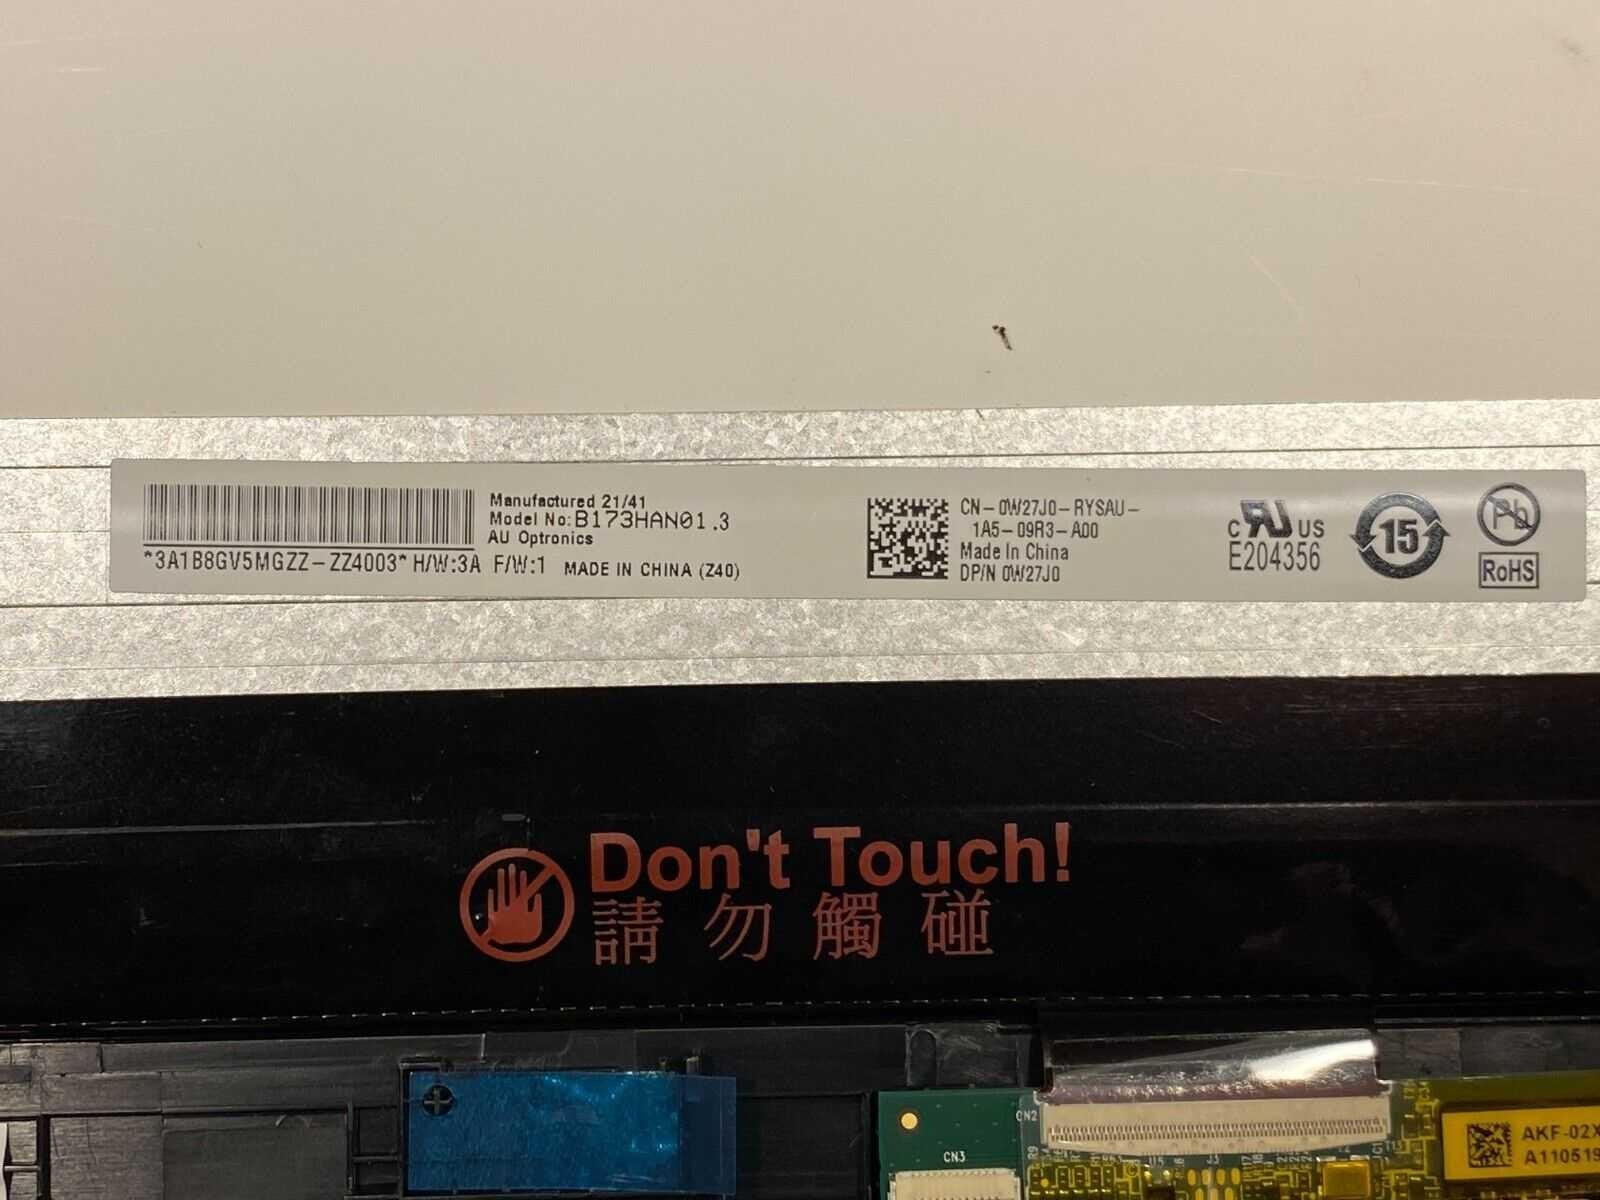 Manufactured 21/41
Model No:B173HAN01.3
AU Optronics
*3A1B8GV5MGZZ-ZZ4003* H/W:3A F/W:1 MADE IN CHINA (Z40)
CN-0W27J0-RYSAU-
1A5-09R3-A00
Made In China
DP/N 0W27J0
C US
E204356
15
Pb
RoHS
Don't Touch!
請勿觸碰
CN2
CN3
AKF-02X
A110519